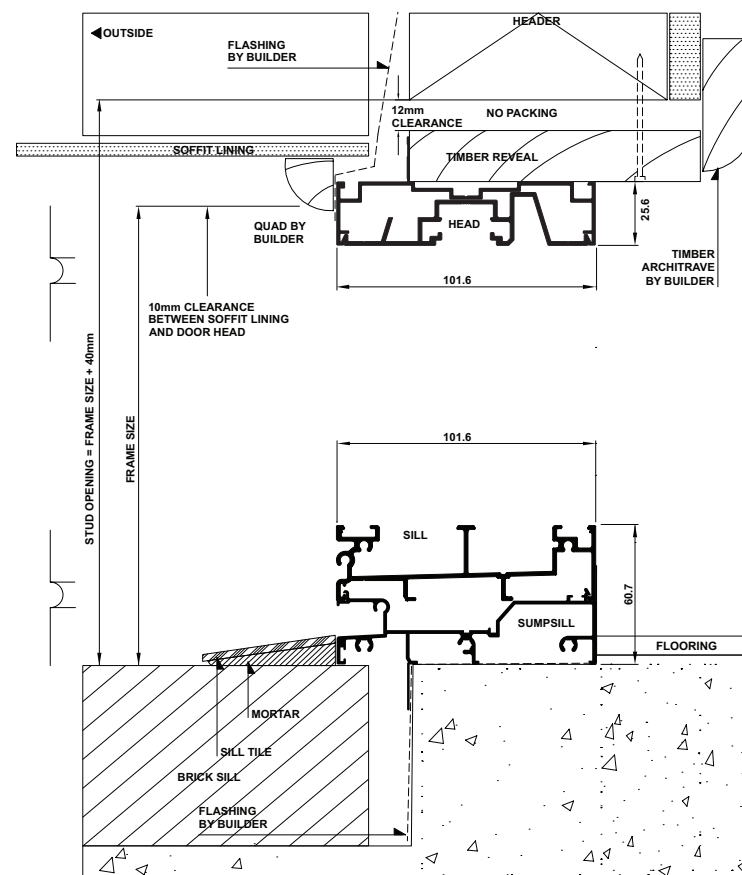 OUTSIDE
HEADER
FLASHING
BY BUILDER
12mm
CLEARANCE
NO PACKING
SOFFIT LINING
TIMBER REVEAL
HEAD
25.6
QUAD BY
BUILDER
TIMBER
ARCHITRAVE
BY BUILDER
101.6
10mm CLEARANCE
BETWEEN SOFFIT LINING
AND DOOR HEAD
STUD OPENING = FRAME SIZE + 40mm
FRAME SIZE
101.6
SILL
60.7
SUMPSILL
FLOORING
MORTAR
SILL TILE
BRICK SILL
FLASHING
BY BUILDER